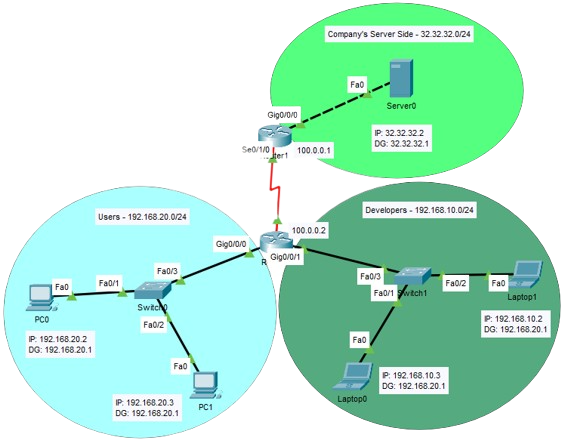 Company's Server Side - 32.32.32.0/24
Fa0
Server0
Gig0/0/0
IP: 32.32.32.2
DG: 32.32.32.1
Se0/1/0
100.0.0.1
Users - 192.168.20.0/24
Developers - 192.168.10.0/24
100.0.0.2
Gig0/0/0
Gig0/0/1
Fa0/3
Fa0/3
Fa0
Fa0/1
Switch0
PC0
Fa0/2
Fa0/1
Switch1
Fa0/2
Fa0
Laptop1
IP: 192.168.20.2
DG: 192.168.20.1
IP: 192.168.10.2
DG: 192.168.20.1
Fa0
PC1
Fa0
Laptop0
IP: 192.168.20.3
DG: 192.168.20.1
IP: 192.168.10.3
DG: 192.168.20.1